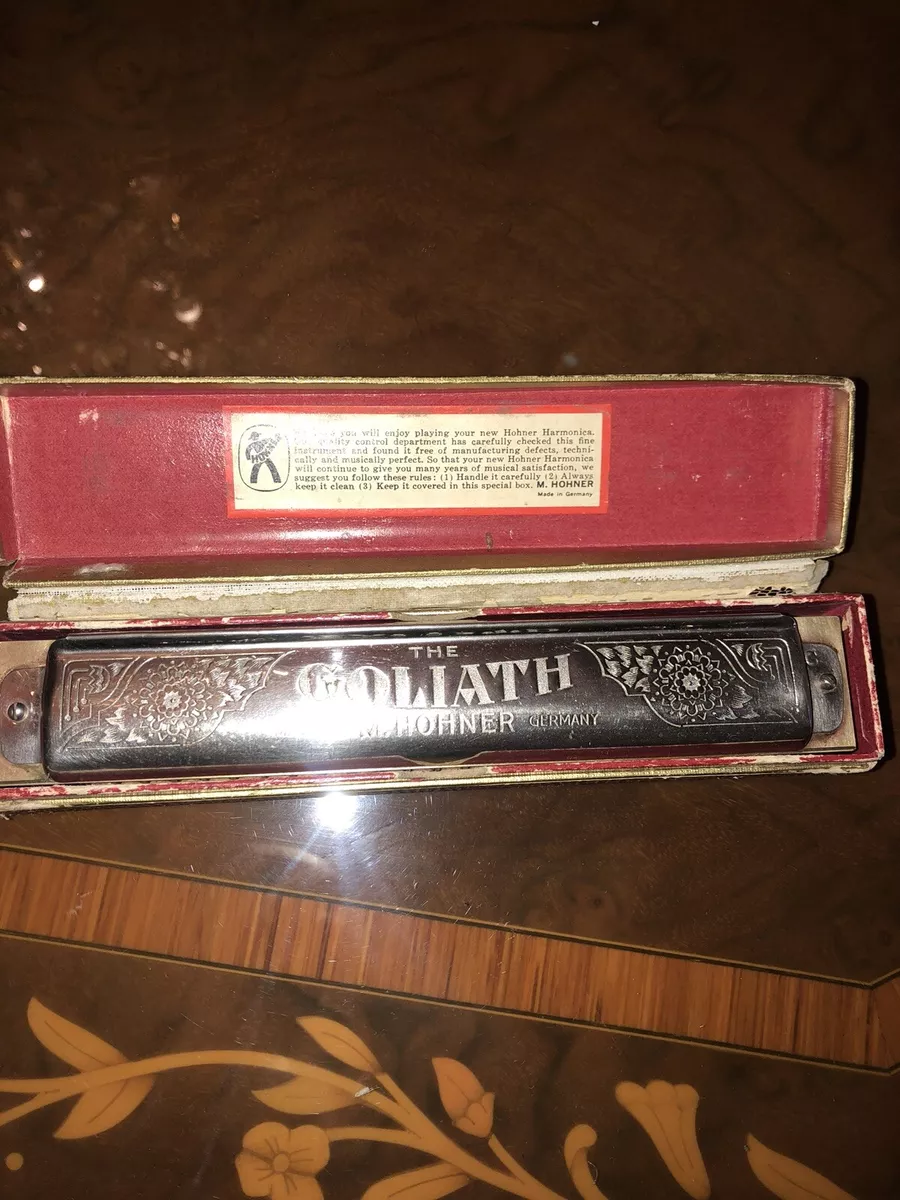 you will enjoy playing your new Hohner Harmonica.
quality control department has carefully checked this fine
instrument and found it free of manufacturing defects, techni-
cally and musically perfect. So that your new Hohner Harmonica
will continue to give you many years of musical satisfaction, we
suggest you follow these rules: (1) Handle it carefully (2) Always
keep it clean (3) Keep it covered in this special box. M. HOHNER
Made in Germany
THE
GOLIATH
M. HOHNER GERMANY